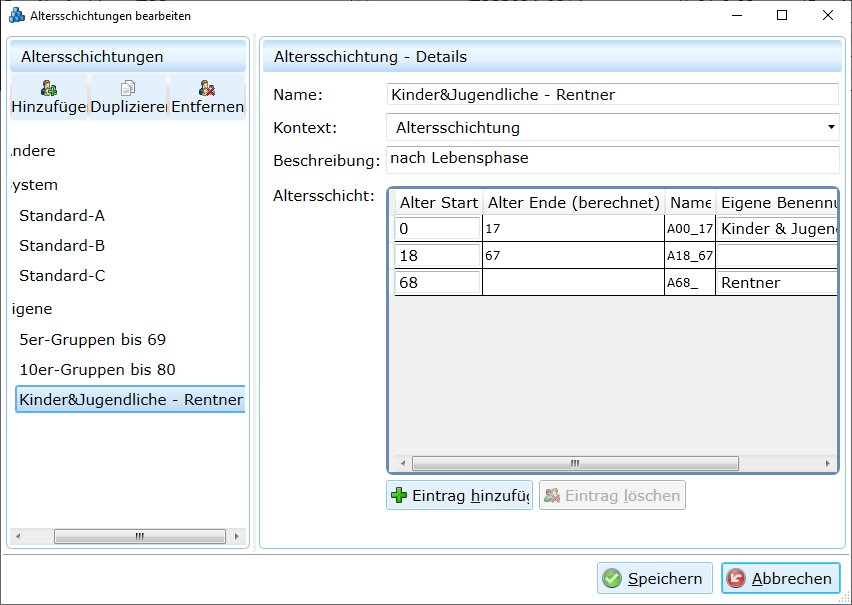 Altersschichtungen bearbeiten
Altersschichtungen
Hinzufüge Duplizierei Entfernen
ndere
ystem
Standard-A
Standard-B
Standard-C
igene
5er-Gruppen bis 69
10er-Gruppen bis 80
Kinder&Jugendliche - Rentner
Altersschichtung - Details
Name: Kinder&Jugendliche - Rentner
Kontext: Altersschichtung
Beschreibung: nach Lebensphase
Altersschicht:
Alter Start Alter Ende (berechnet) Name Eigene Benennu
0 17 A00_17 Kinder & Jugen
18 67 A18_67
68 A68_ Rentner
Eintrag hinzufüg Eintrag löschen
Speichern Abbrechen